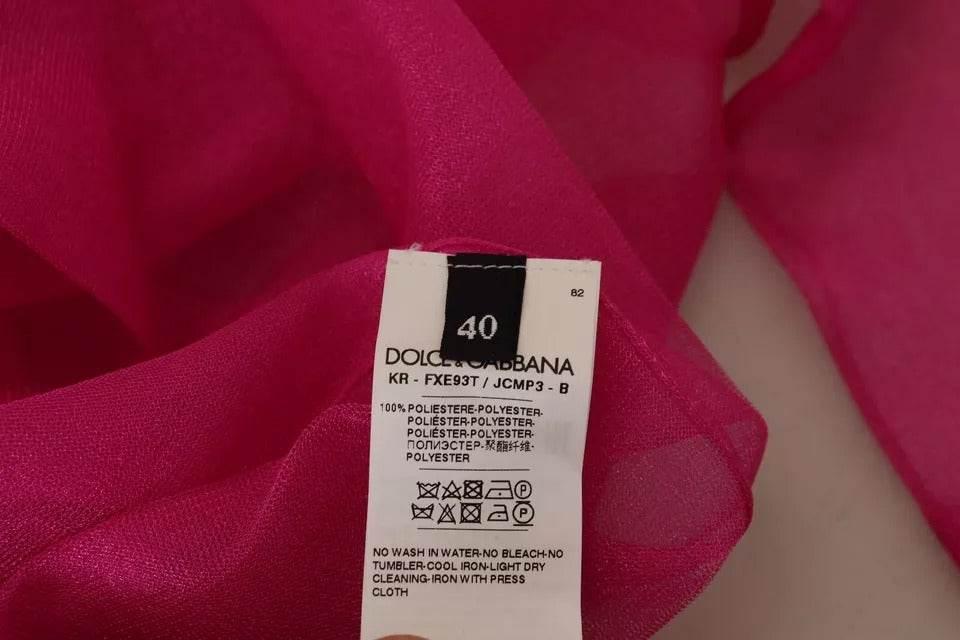 82
40
DOLCE & GABBANA
KR - FXE93T / JCMP3 - B
100% POLIESTERE-POLYESTER-
POLIÉSTER-POLYESTER-
POLIÉSTER-POLYESTER-
ПОЛИЭСТЕР-聚酯纤维-
POLYESTER
P
P
NO WASH IN WATER-NO BLEACH-NO
TUMBLER-COOL IRON-LIGHT DRY
CLEANING-IRON WITH PRESS
CLOTH